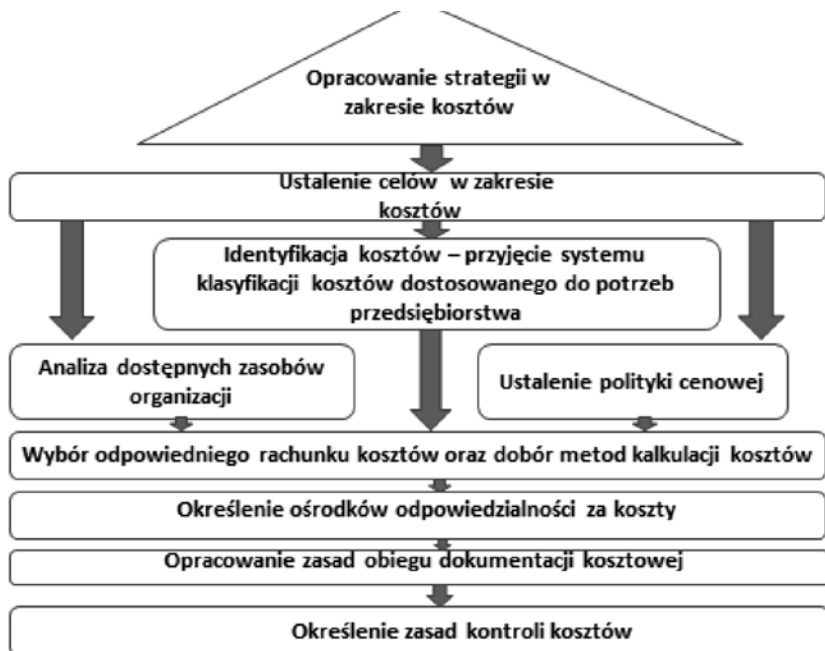 Opracowanie strategii w
zakresie kosztów
Ustalenie celów w zakresie
kosztów
Identyfikacja kosztów – przyjęcie systemu
klasyfikacji kosztów dostosowanego do potrzeb
przedsiębiorstwa
Analiza dostępnych zasobów
organizacji
Ustalenie polityki cenowej
Wybór odpowiedniego rachunku kosztów oraz dobór metod kalkulacji kosztów
Określenie ośrodków odpowiedzialności za koszty
Opracowanie zasad obiegu dokumentacji kosztowej
Określenie zasad kontroli kosztów